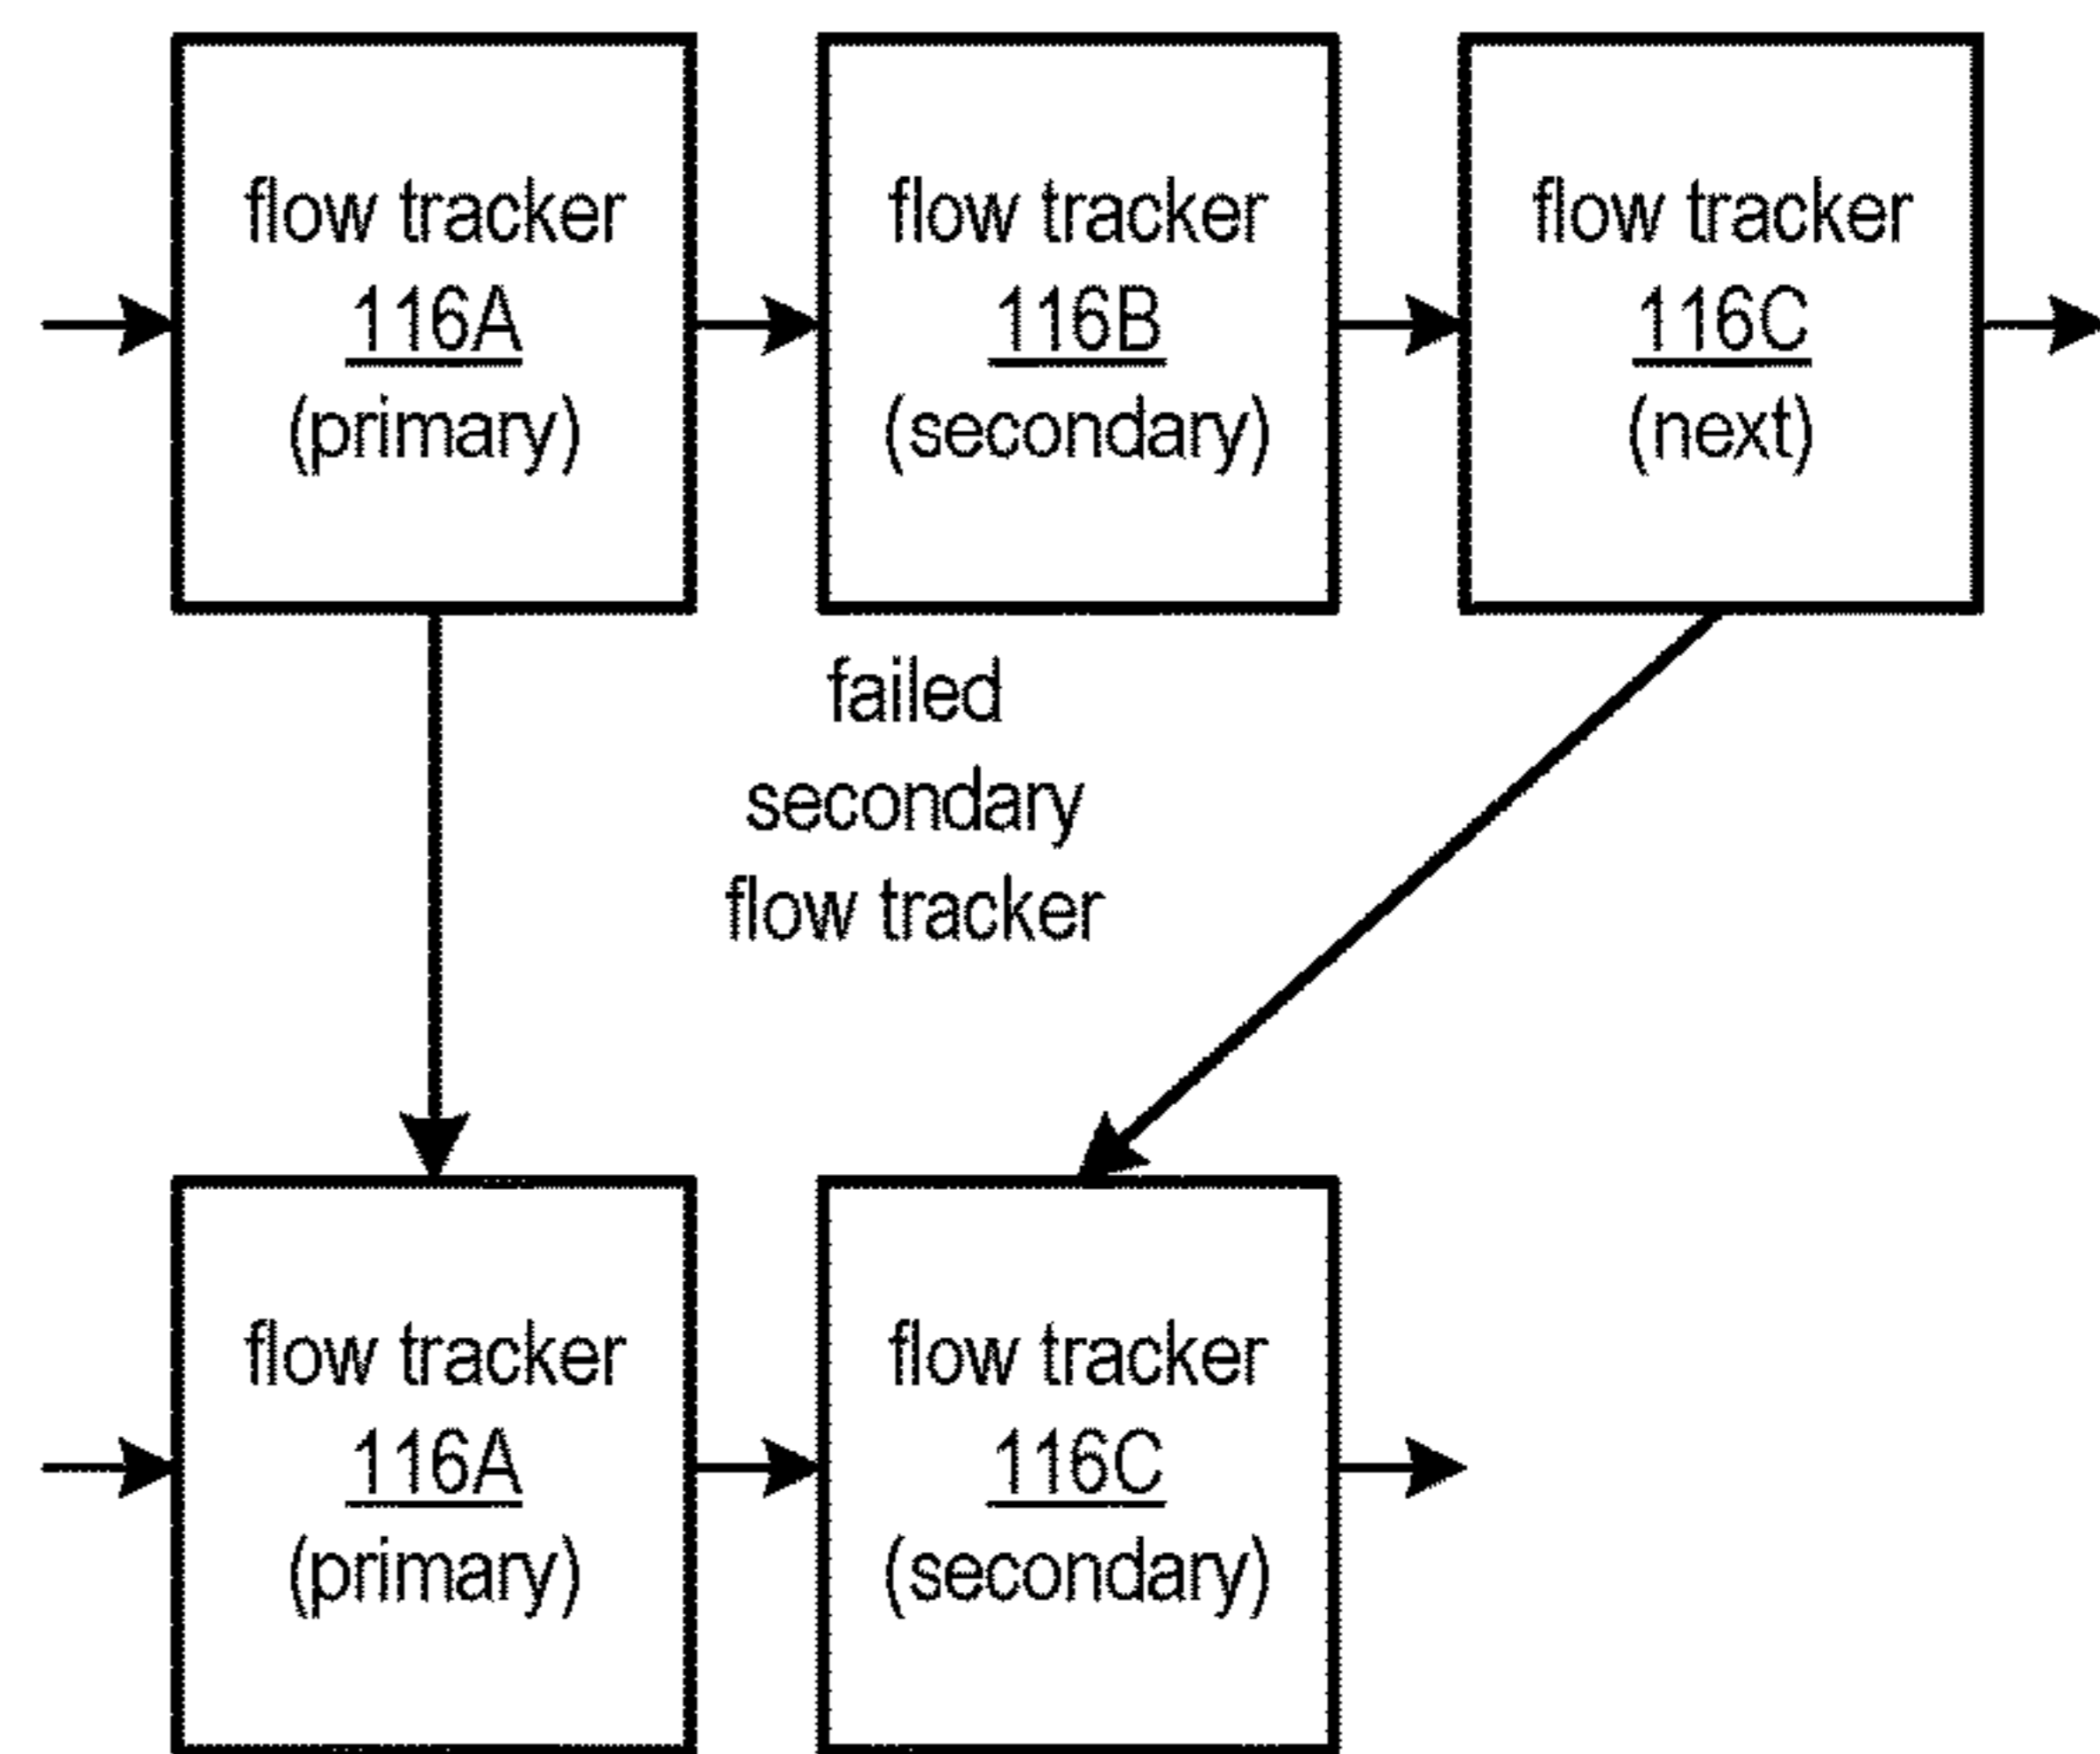 flow tracker
116A
(primary)
flow tracker
116B
(secondary)
flow tracker
116C
(next)
failed
secondary
flow tracker
flow tracker
116A
(primary)
flow tracker
116C
(secondary)